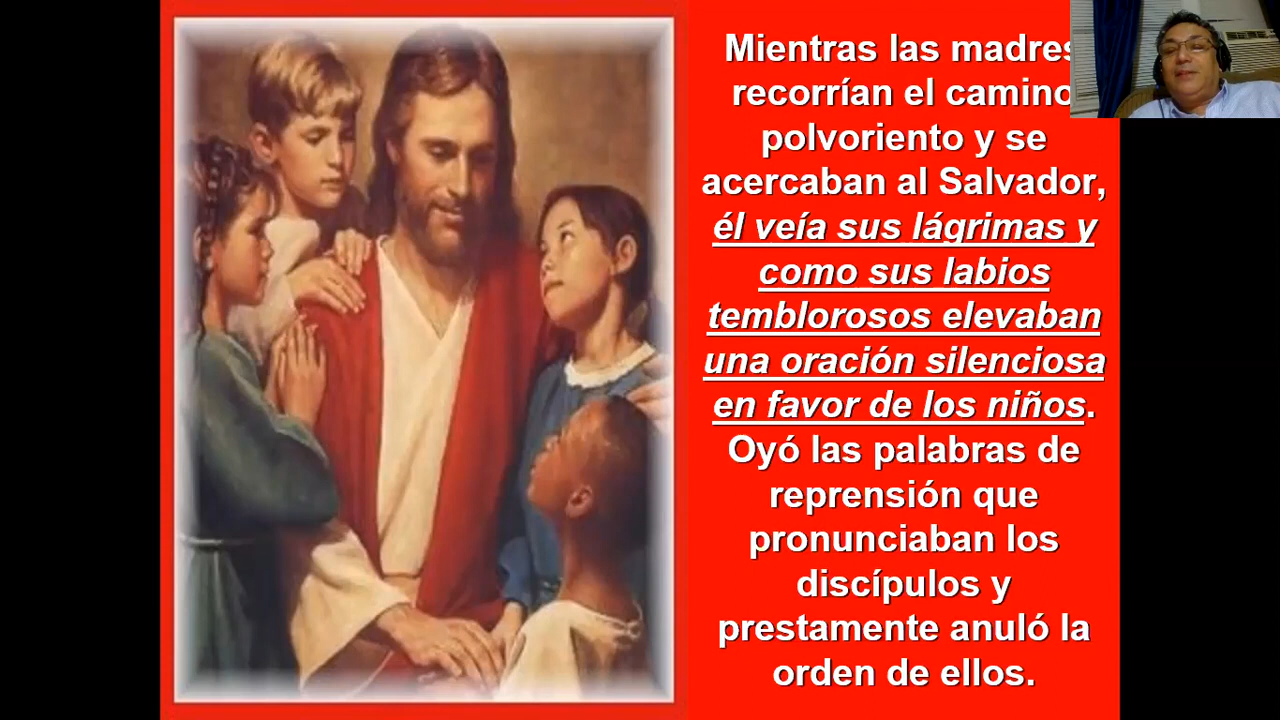 Mientras las madres
recorrían el camino
polvoriento y se
acercaban al Salvador,
él veía sus lágrimas y
como sus labios
temblorosos elevaban
una oración silenciosa
en favor de los niños.
Oyó las palabras de
reprensión que
pronunciaban los
discípulos y
prestamente anuló la
orden de ellos.